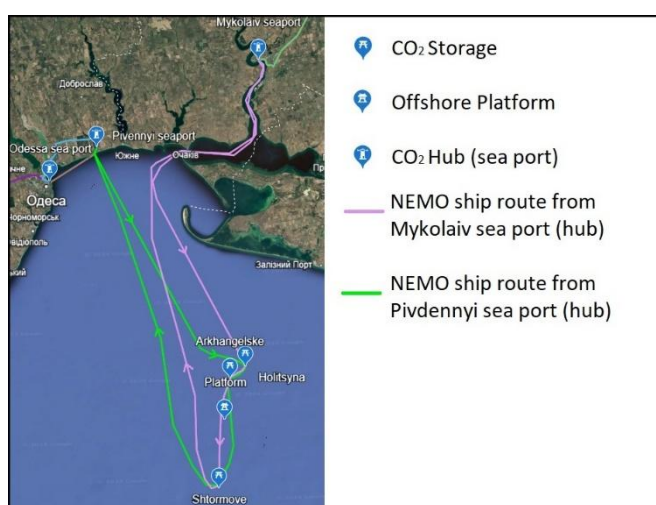 Mykolaiv seaport
Доброслав
Pivennyi seaport
Odessa sea port
Южне
Очаків
Одеса
Залізний Порт
Arkhangelske
Platform
Holitsyna
Shtormove
CO₂ Storage
Offshore Platform
CO₂ Hub (sea port)
NEMO ship route from
Mykolaiv sea port (hub)
NEMO ship route from
Pivdennyi sea port (hub)